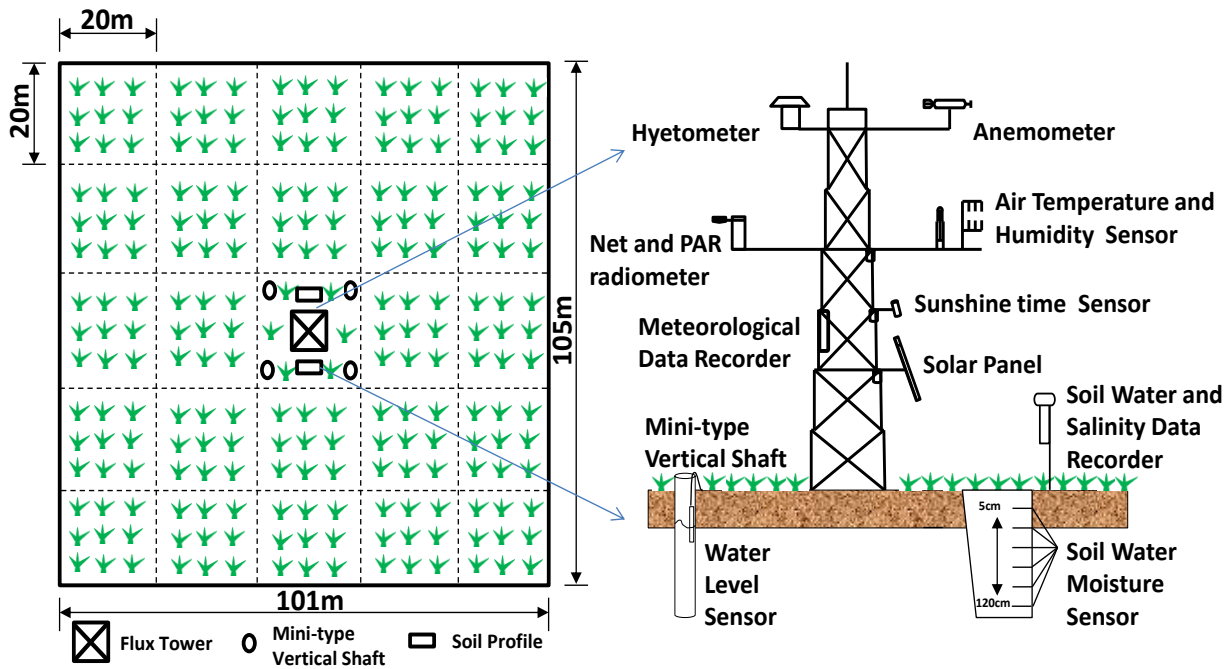 20m
20m
105m
101m
Flux Tower
Mini-type
Vertical Shaft
Soil Profile
Hyetometer
Anemometer
Net and PAR
radiometer
Air Temperature and
Humidity Sensor
Sunshine time Sensor
Meteorological
Data Recorder
Solar Panel
Mini-type
Vertical Shaft
Soil Water and
Salinity Data
Recorder
5cm
120cm
Water
Level
Sensor
Soil Water
Moisture
Sensor